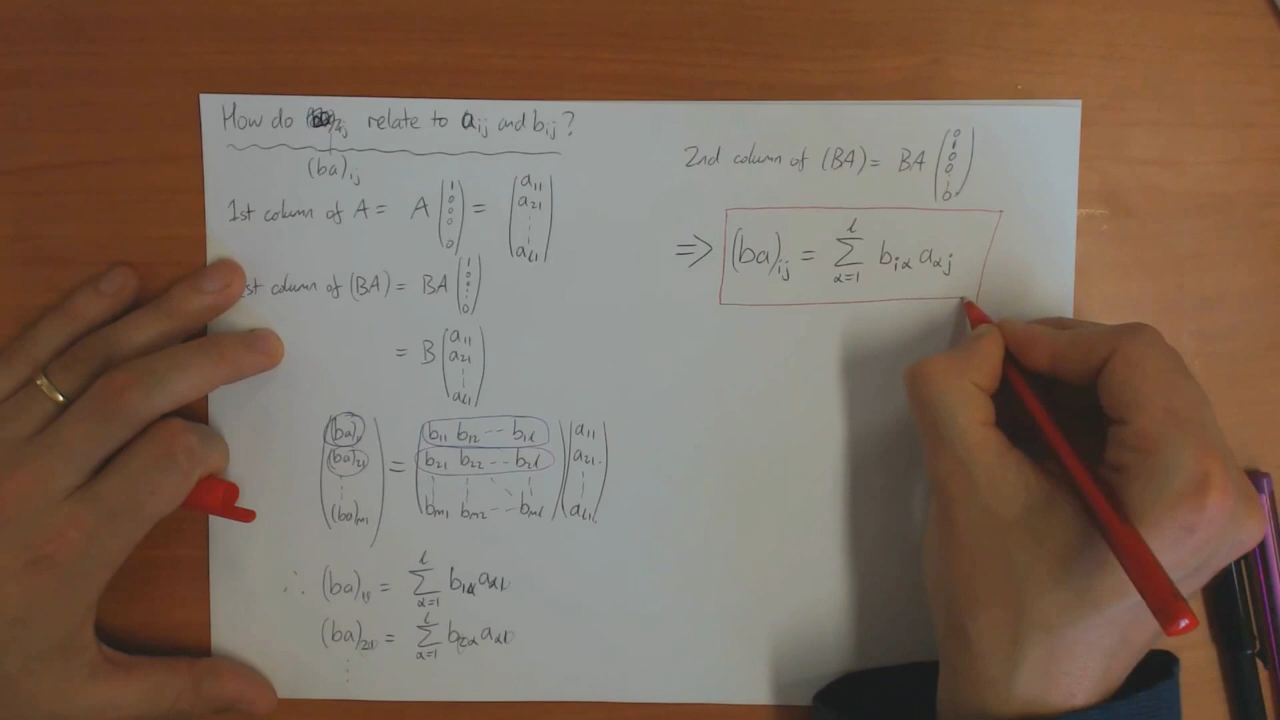 How do relate to aij and bij?
(ba)ij
1st column of A = A (1 0 0 0 0) = (a11 a21 ⋮ al1)
st column of (BA) = BA (1 0 0 ⋮ 0)
= B (a11 a21 ⋮ al1)
((ba)1 (ba)21 ⋮ (ba)m1) = (b11 b12 -- b1l b21 b22 -- b2l ⋮ bm1 bm2 -- bml) (a11 a21 ⋮ al1)
∴ (ba)11 = Σ l α=1 b1α aα1
(ba)21 = Σ l α=1 b2α aα1
⋮
2nd column of (BA) = BA (0 1 0 0 ⋮ 0)
=> (ba)ij = Σ l α=1 biα aαj